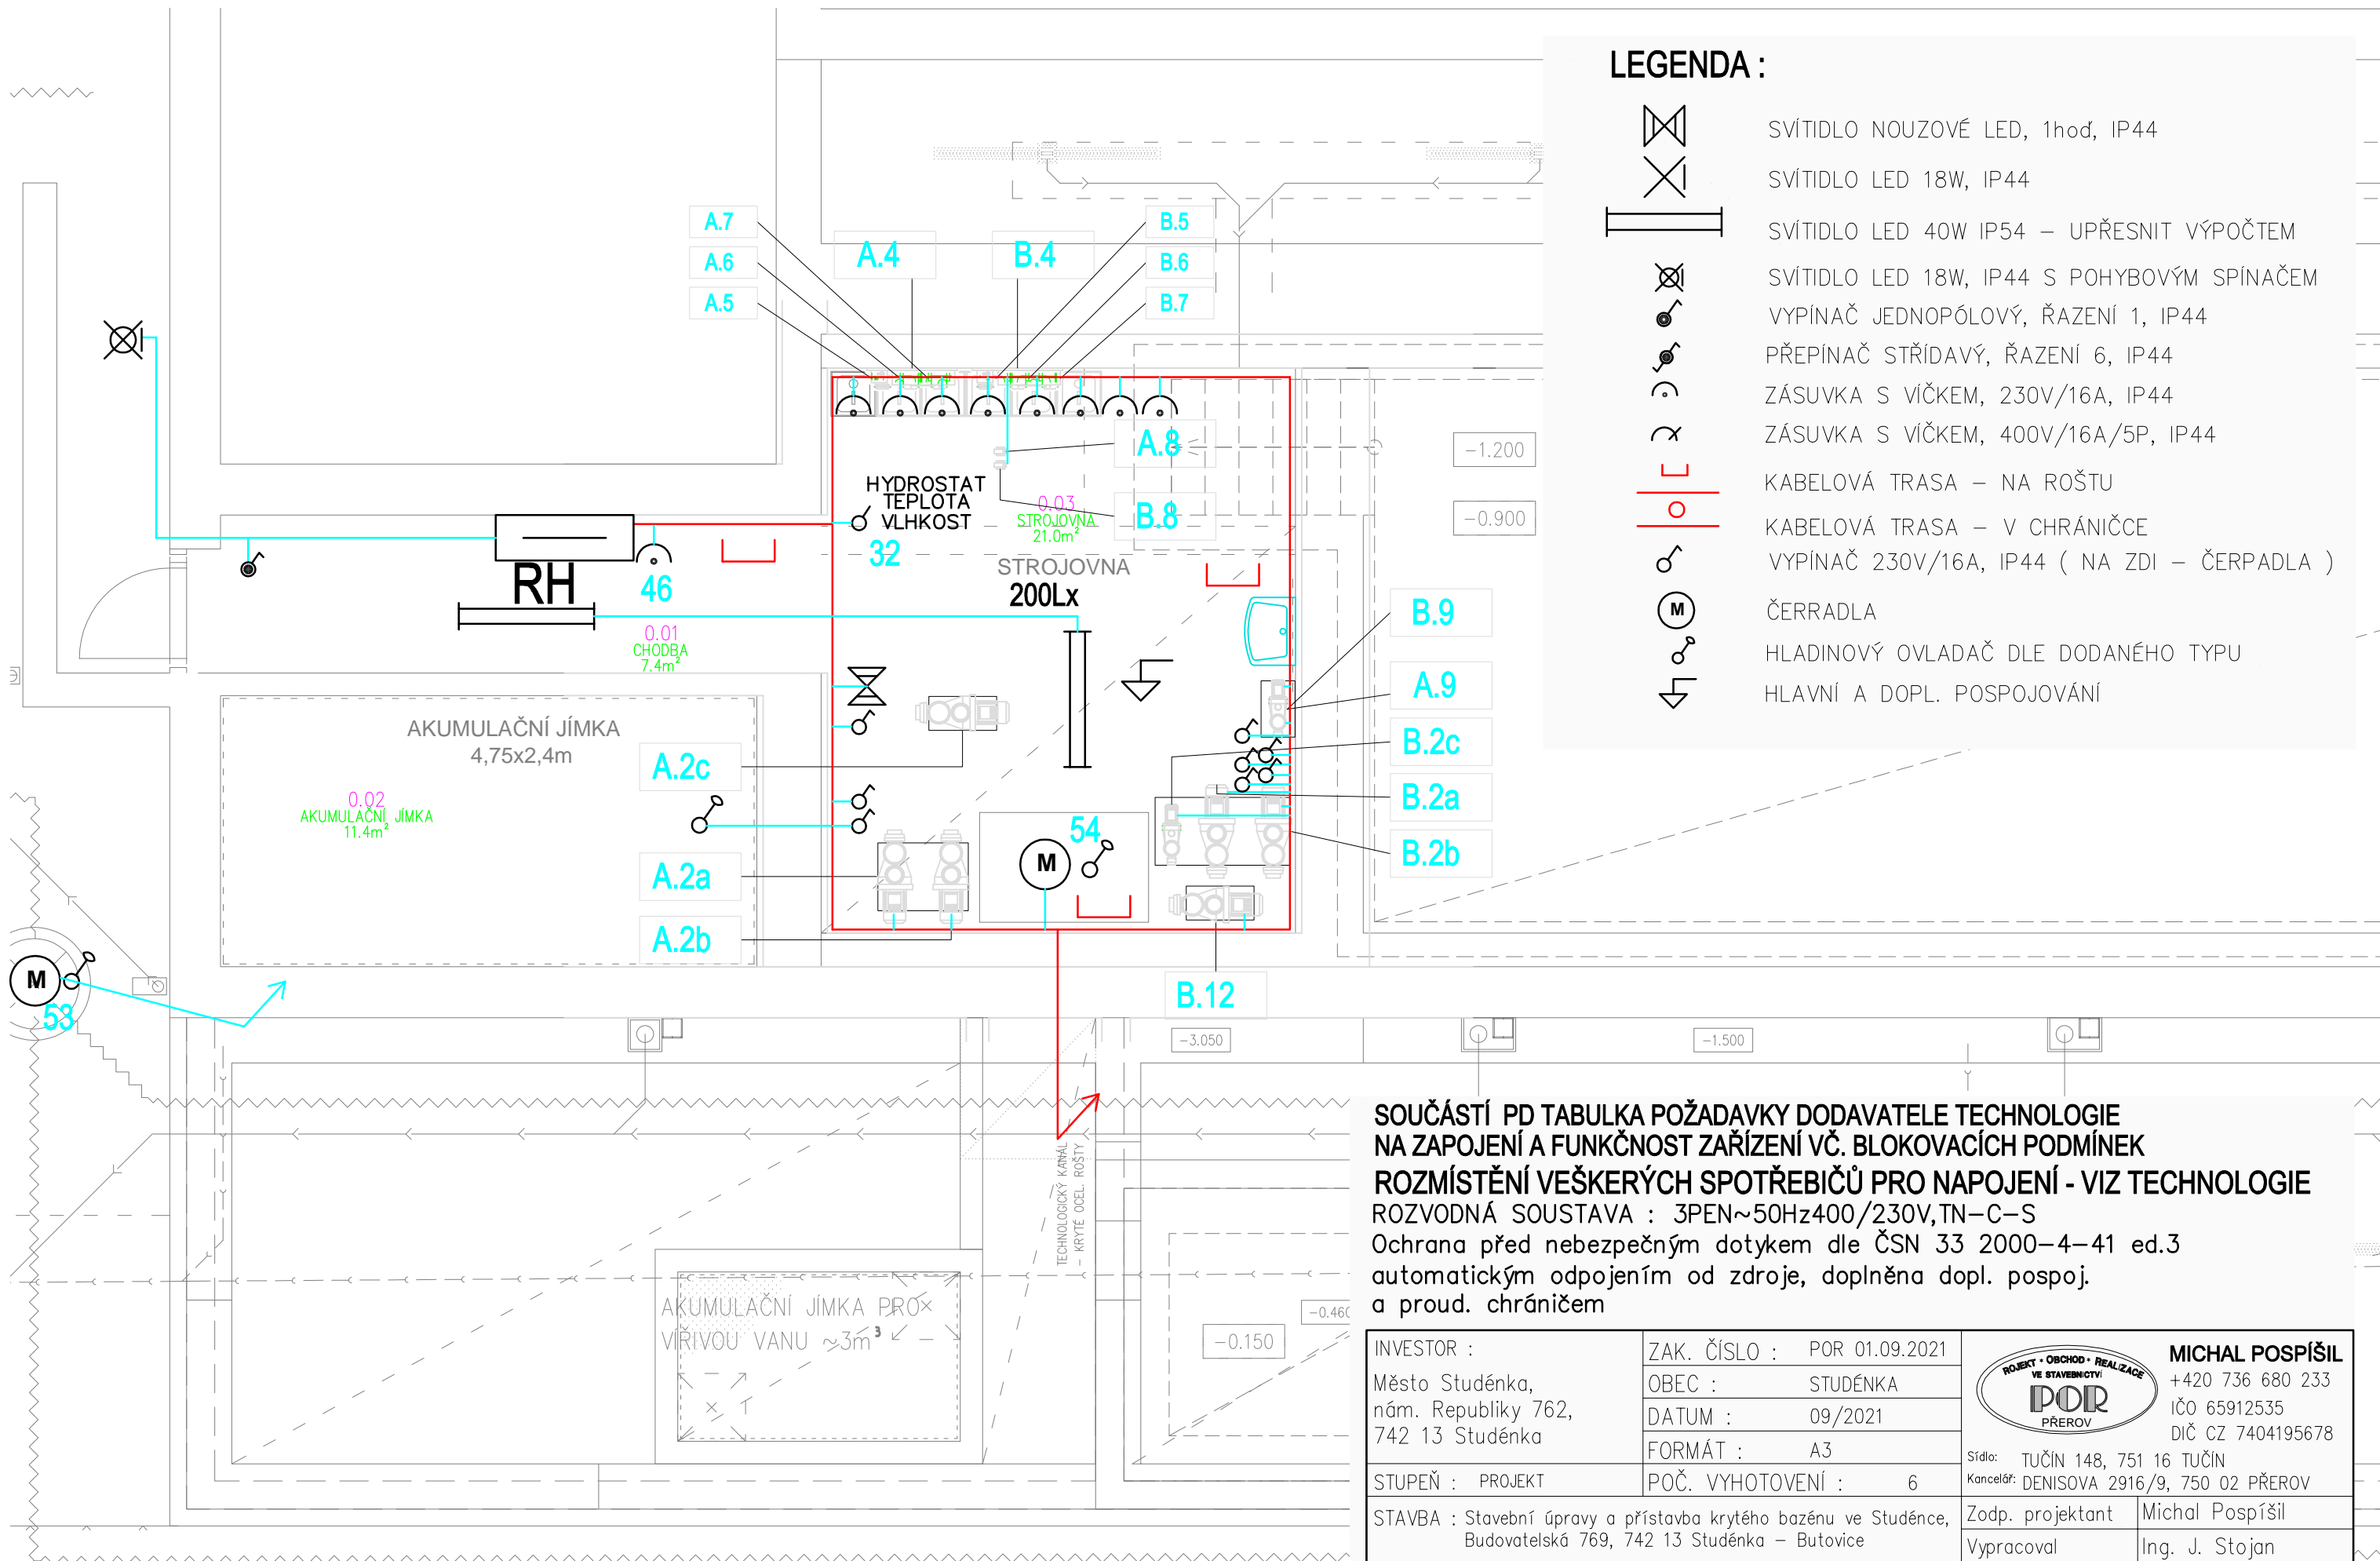 LEGENDA :
SVÍTIDLO NOUZOVÉ LED, 1hoď, IP44
SVÍTIDLO LED 18W, IP44
SVÍTIDLO LED 40W IP54 – UPŘESNIT VÝPOČTEM
SVÍTIDLO LED 18W, IP44 S POHYBOVÝM SPÍNAČEM
VYPÍNAČ JEDNOPÓLOVÝ, ŘAZENÍ 1, IP44
PŘEPÍNAČ STŘÍDAVÝ, ŘAZENÍ 6, IP44
ZÁSUVKA S VÍČKEM, 230V/16A, IP44
ZÁSUVKA S VÍČKEM, 400V/16A/5P, IP44
KABELOVÁ TRASA – NA ROŠTU
KABELOVÁ TRASA – V CHRÁNIČCE
VYPÍNAČ 230V/16A, IP44 ( NA ZDI – ČERPADLA )
M
ČERRADLA
HLADINOVÝ OVLADAČ DLE DODANÉHO TYPU
HLAVNÍ A DOPL. POSPOJOVÁNÍ
A.7
A.6
A.5
A.4
B.4
B.5
B.6
B.7
A.8
B.8
-1.200
-0.900
HYDROSTAT
TEPLOTA
VLHKOST
32
0.03
STROJOVNA
21.0m²
STROJOVNA
200Lx
RH
46
0.01
CHODBA
7.4m²
B.9
A.9
B.2c
B.2a
B.2b
AKUMULAČNÍ JÍMKA
4,75x2,4m
0.02
AKUMULAČNÍ JÍMKA
11.4m²
A.2c
A.2a
A.2b
M
54
B.12
M
53
-3.050
-1.500
TECHNOLOGICKÝ KANÁL
- KRYTÉ OCEL. ROŠTY
AKUMULAČNÍ JÍMKA PRO
VÍŘIVOU VANU ~3m³
-0.150
-0.460
SOUČÁSTÍ PD TABULKA POŽADAVKY DODAVATELE TECHNOLOGIE
NA ZAPOJENÍ A FUNKČNOST ZAŘÍZENÍ VČ. BLOKOVACÍCH PODMÍNEK
ROZMÍSTĚNÍ VEŠKERÝCH SPOTŘEBIČŮ PRO NAPOJENÍ - VIZ TECHNOLOGIE
ROZVODNÁ SOUSTAVA : 3PEN~50Hz400/230V,TN-C-S
Ochrana před nebezpečným dotykem dle ČSN 33 2000-4-41 ed.3
automatickým odpojením od zdroje, doplněna dopl. pospoj.
a proud. chráničem
INVESTOR :
Město Studénka,
nám. Republiky 762,
742 13 Studénka
ZAK. ČÍSLO : POR 01.09.2021
OBEC : STUDÉNKA
DATUM : 09/2021
FORMÁT : A3
STUPEŇ : PROJEKT
POČ. VYHOTOVENÍ : 6
ROJEKT • OBCHOD • REALIZACE
VE STAVEBNICTVÍ
POR
PŘEROV
MICHAL POSPÍŠIL
+420 736 680 233
IČO 65912535
DIČ CZ 7404195678
Sídlo: TUČÍN 148, 751 16 TUČÍN
Kancelář: DENISOVA 2916/9, 750 02 PŘEROV
STAVBA : Stavební úpravy a přístavba krytého bazénu ve Studénce,
Budovatelská 769, 742 13 Studénka – Butovice
Zodp. projektant Michal Pospíšil
Vypracoval Ing. J. Stojan